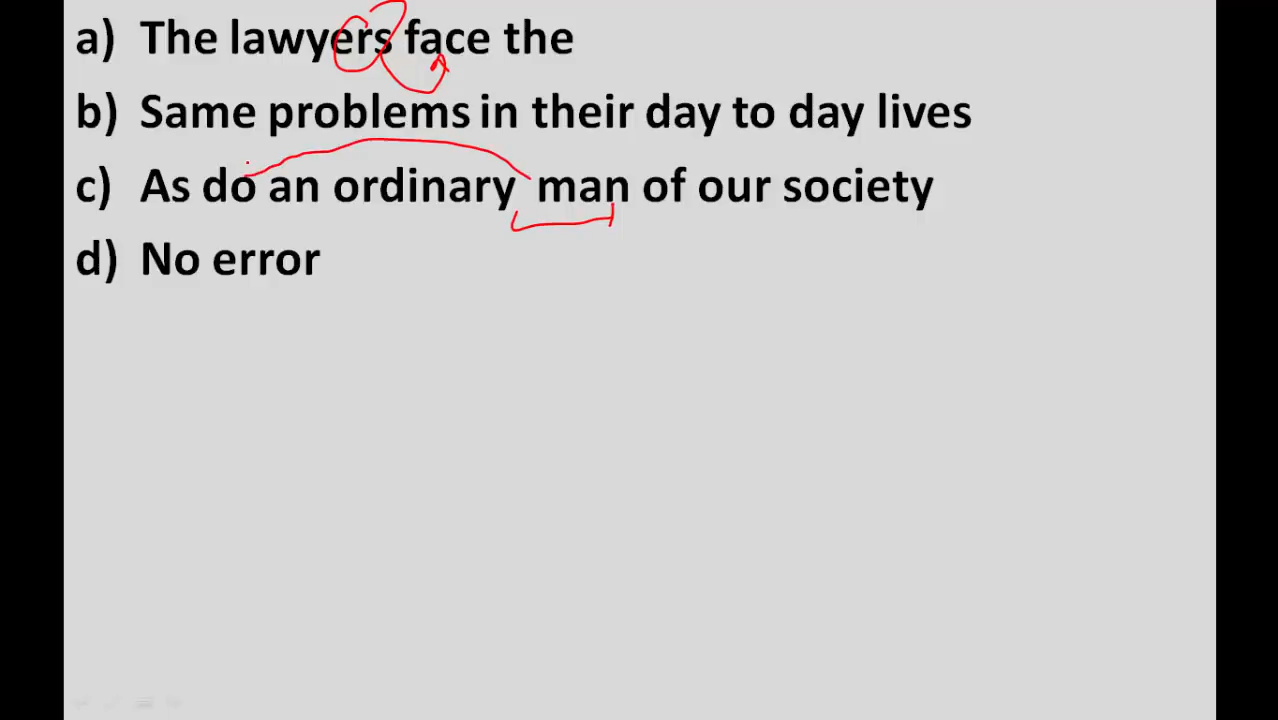 a) The lawyers face the
b) Same problems in their day to day lives
c) As do an ordinary man of our society
d) No error